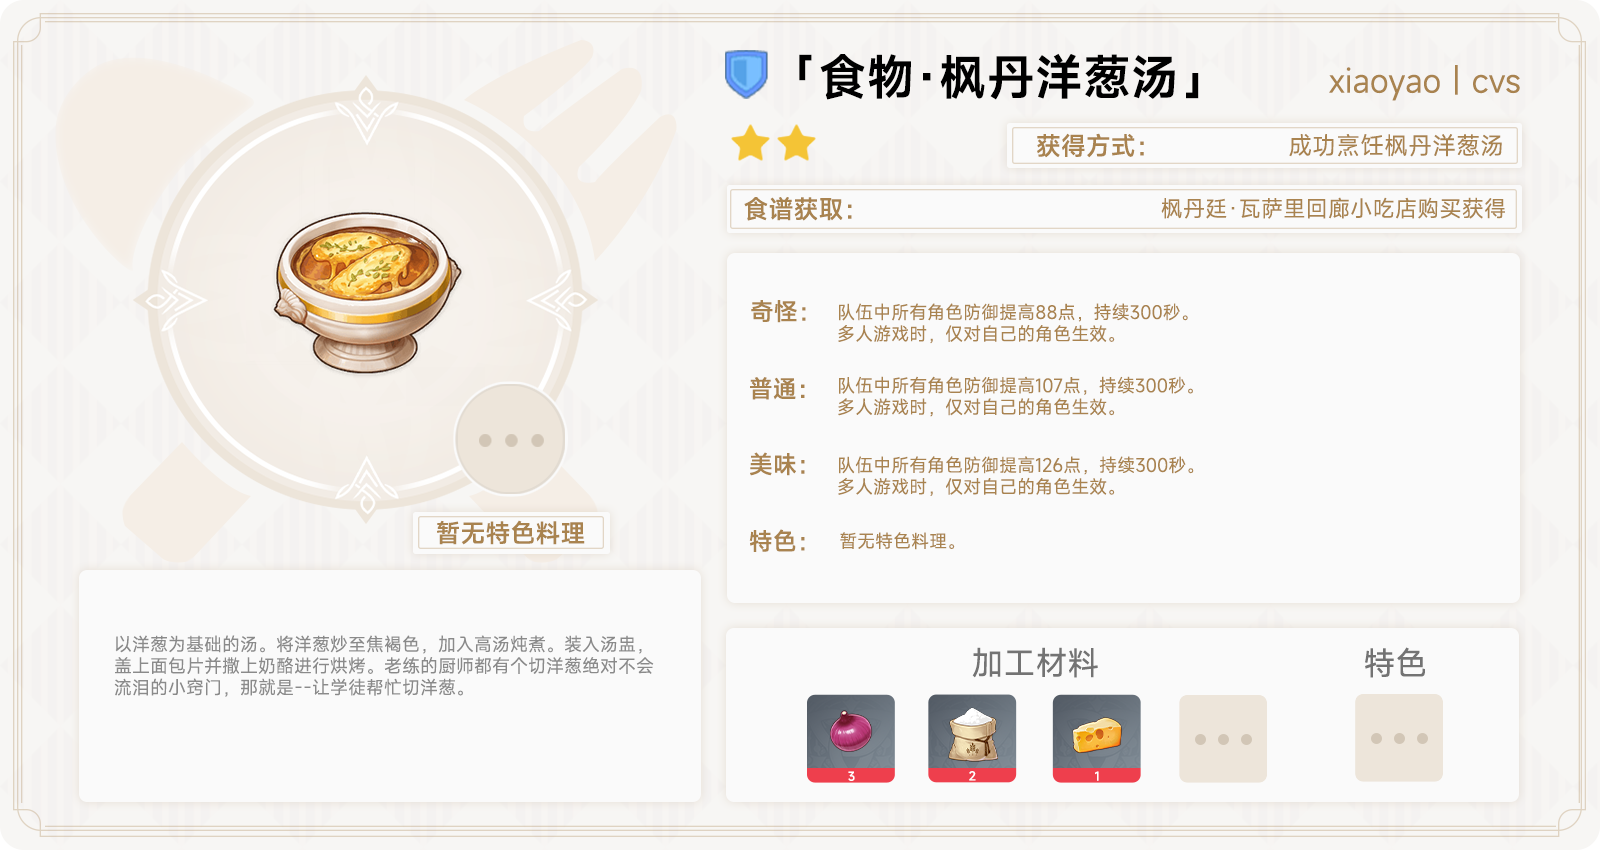 「食物·枫丹洋葱汤」
xiaoyao | cvs
获得方式： 成功烹饪枫丹洋葱汤
食谱获取： 枫丹廷·瓦萨里回廊小吃店购买获得
奇怪： 队伍中所有角色防御提高88点，持续300秒。
多人游戏时，仅对自己的角色生效。
普通： 队伍中所有角色防御提高107点，持续300秒。
多人游戏时，仅对自己的角色生效。
美味： 队伍中所有角色防御提高126点，持续300秒。
多人游戏时，仅对自己的角色生效。
特色： 暂无特色料理。
暂无特色料理
以洋葱为基础的汤。将洋葱炒至焦褐色，加入高汤炖煮。装入汤盅，
盖上面包片并撒上奶酪进行烘烤。老练的厨师都有个切洋葱绝对不会
流泪的小窍门，那就是--让学徒帮忙切洋葱。
加工材料 特色
3 2 1